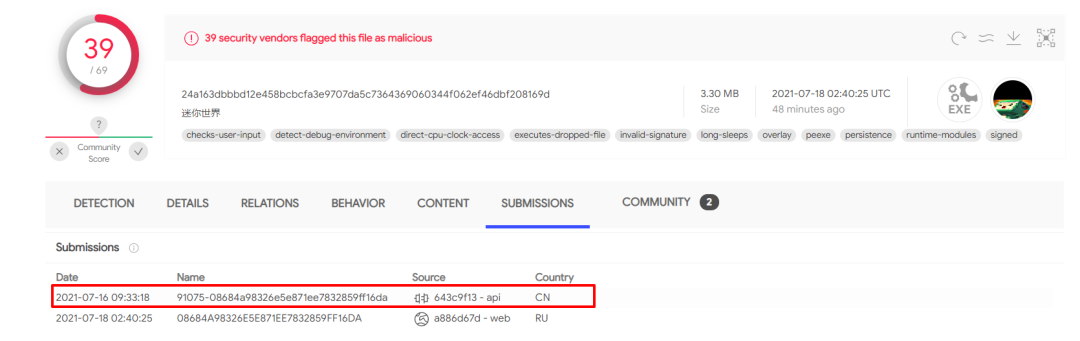 39
/ 69
39 security vendors flagged this file as malicious
24a163dbbbd12e458bcbcfa3e9707da5c7364369060344f062ef46dbf208169d
迷你世界
3.30 MB
Size
2021-07-18 02:40:25 UTC
48 minutes ago
EXE
?
Community
Score
checks-user-input detect-debug-environment direct-cpu-clock-access executes-dropped-file invalid-signature long-sleeps overlay peexe persistence runtime-modules signed
DETECTION DETAILS RELATIONS BEHAVIOR CONTENT SUBMISSIONS COMMUNITY 2
Submissions
Date Name Source Country
2021-07-16 09:33:18 91075-08684a98326e5e871ee7832859ff16da 643c9f13 - api CN
2021-07-18 02:40:25 08684A98326E5E871EE7832859FF16DA a886d67d - web RU